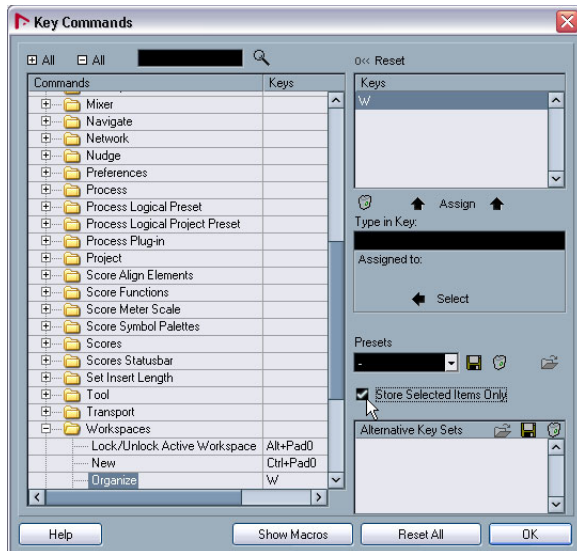 Key Commands
All All
0<< Reset
Commands Keys
Mixer
Navigate
Network
Nudge
Preferences
Process
Process Logical Preset
Process Logical Project Preset
Process Plug-in
Project
Score Align Elements
Score Functions
Score Meter Scale
Score Symbol Palettes
Scores
Scores Statusbar
Set Insert Length
Tool
Transport
Workspaces
Lock/Unlock Active Workspace Alt+Pad0
New Ctrl+Pad0
Organize W
Keys
W
Assign
Type in Key:
Assigned to:
Select
Presets
-
Store Selected Items Only
Alternative Key Sets
Help Show Macros Reset All OK